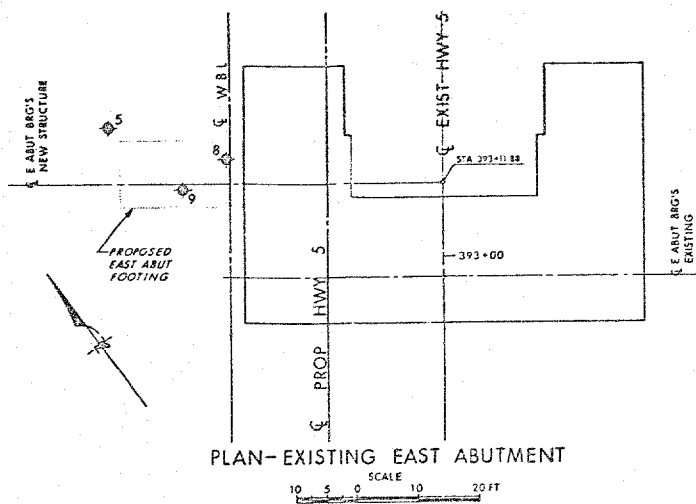 ℄ E ABUT BRG'S
NEW STRUCTURE
5
8
9
℄ WBL
℄ EXIST HWY 5
STA 393+11.88
393+00
℄ E ABUT BRG'S
EXISTING
PROPOSED
EAST ABUT
FOOTING
℄ PROP HWY 5
PLAN-EXISTING EAST ABUTMENT
SCALE
10 5 0 10 20 FT